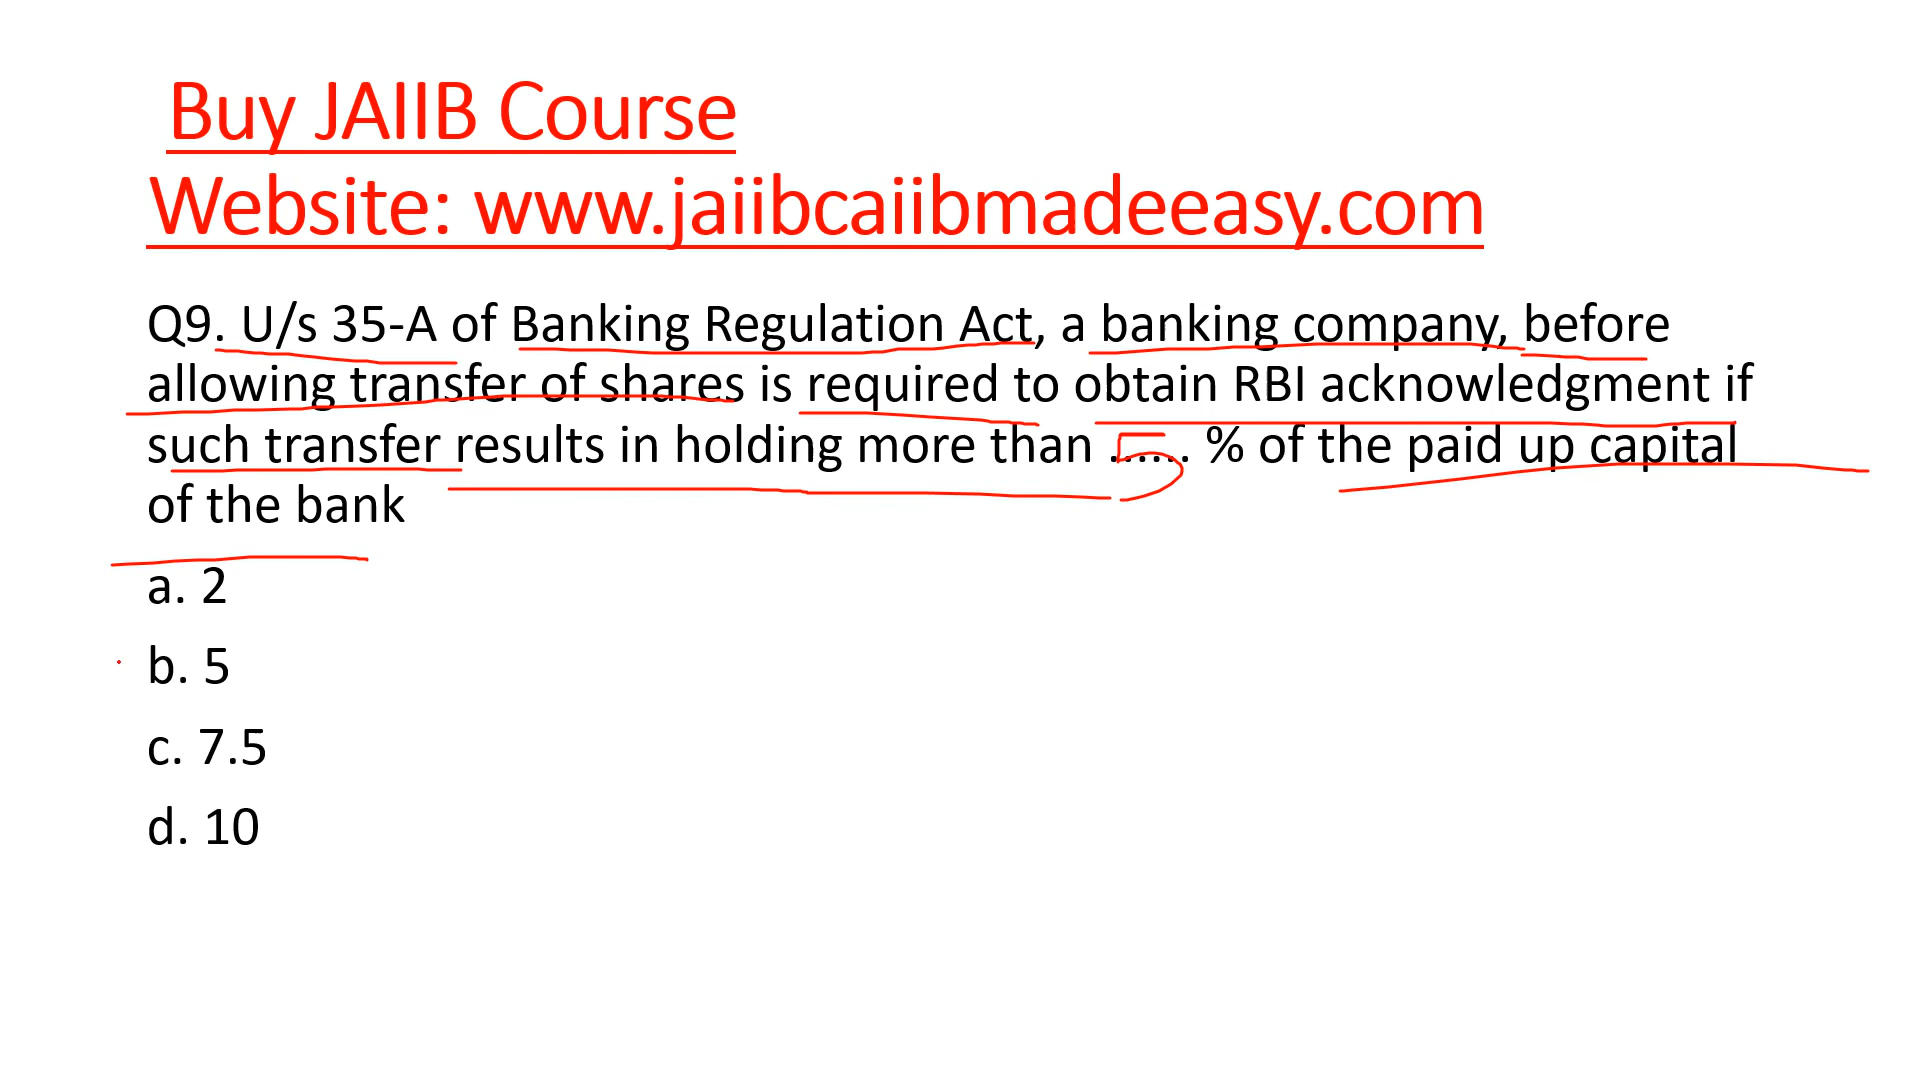 Buy JAIIB Course
Website: www.jaiibcaiibmadeeasy.com
Q9. U/s 35-A of Banking Regulation Act, a banking company, before
allowing transfer of shares is required to obtain RBI acknowledgment if
such transfer results in holding more than ...... % of the paid up capital
5
of the bank
a. 2
b. 5
c. 7.5
d. 10